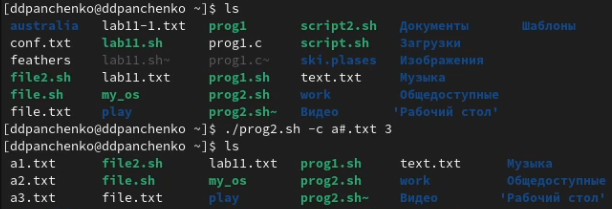 [ddpanchenko@ddpanchenko ~]$ ls
australia  lab11-1.txt  prog1  script2.sh  Документы  Шаблоны
conf.txt  lab11.sh  prog1.c  script.sh  Загрузки
feathers  lab11.sh~  prog1.c~  ski.plases  Изображения
file2.sh  lab11.txt  prog1.sh  text.txt  Музыка
file.sh  my_os  prog2.sh  work  Общедоступные
file.txt  play  prog2.sh~  Видео  'Рабочий стол'
[ddpanchenko@ddpanchenko ~]$ ./prog2.sh -c a#.txt 3
[ddpanchenko@ddpanchenko ~]$ ls
a1.txt  file2.sh  lab11.txt  prog1.sh  text.txt  Музыка
a2.txt  file.sh  my_os  prog2.sh  work  Общедоступные
a3.txt  file.txt  play  prog2.sh~  Видео  'Рабочий стол'